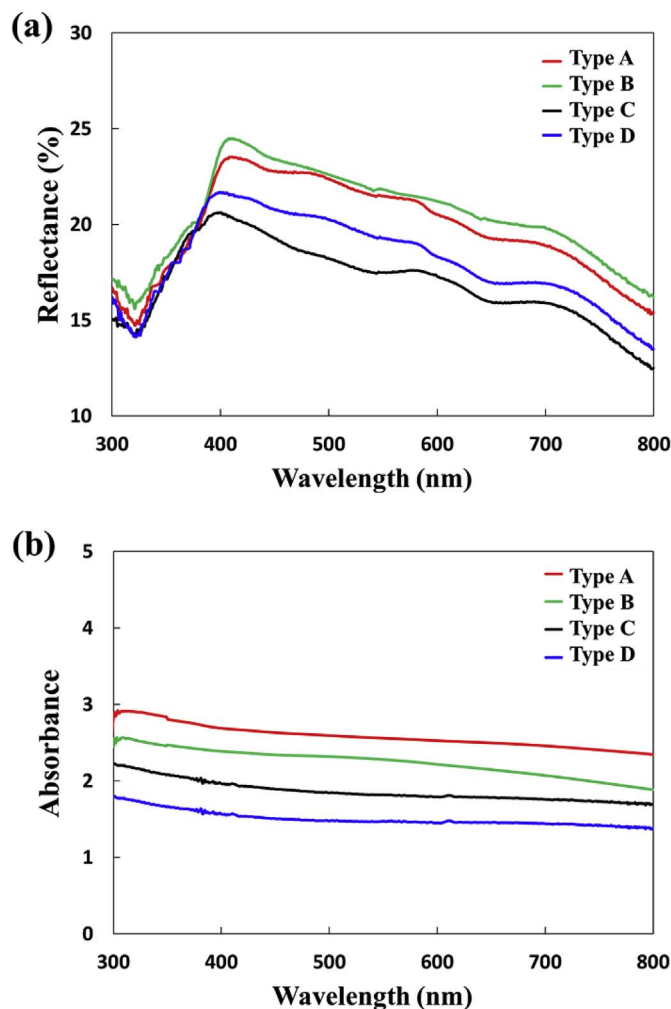 (a)
30
25
20
15
10
Reflectance (%)
Type A
Type B
Type C
Type D
300 400 500 600 700 800
Wavelength (nm)
(b)
5
4
3
2
1
0
Absorbance
Type A
Type B
Type C
Type D
300 400 500 600 700 800
Wavelength (nm)